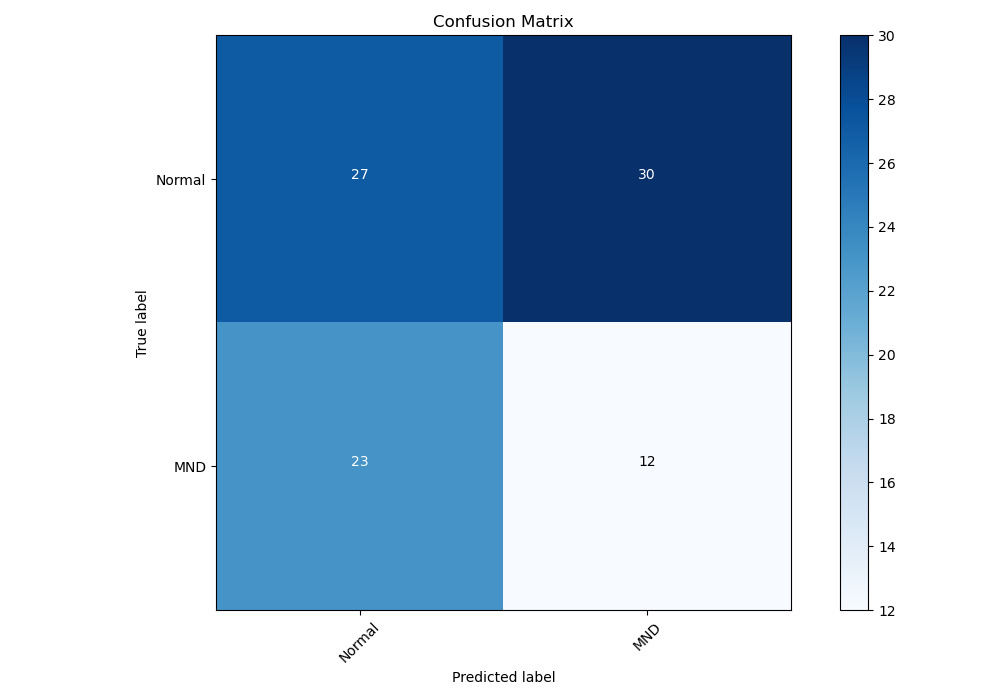 Confusion Matrix
Normal
MND
True label
27
30
23
12
Normal
MND
Predicted label
30
28
26
24
22
20
18
16
14
12